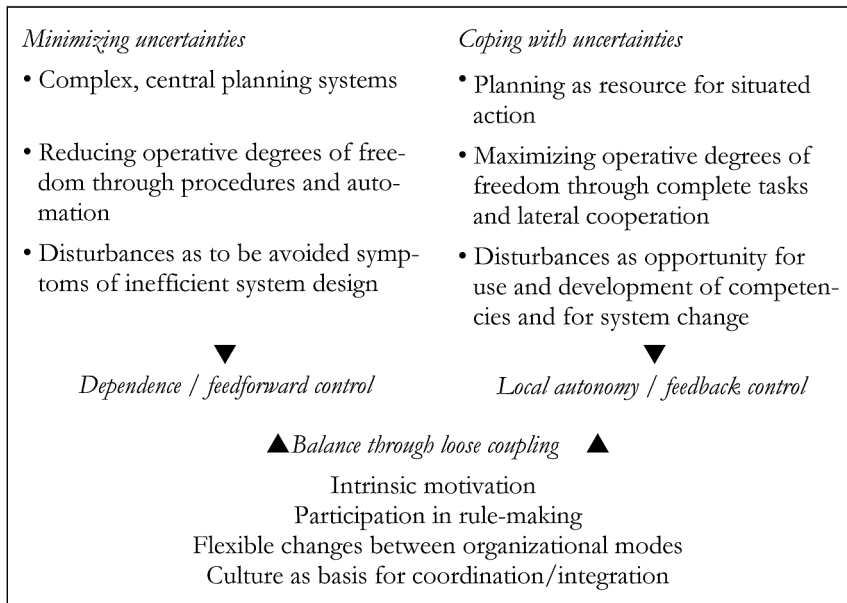 Minimizing uncertainties
• Complex, central planning systems
• Reducing operative degrees of free-
dom through procedures and auto-
mation
• Disturbances as to be avoided symp-
toms of inefficient system design
Dependence / feedforward control
Coping with uncertainties
• Planning as resource for situated
action
• Maximizing operative degrees of
freedom through complete tasks
and lateral cooperation
• Disturbances as opportunity for
use and development of competen-
cies and for system change
Local autonomy / feedback control
Balance through loose coupling
Intrinsic motivation
Participation in rule-making
Flexible changes between organizational modes
Culture as basis for coordination/integration